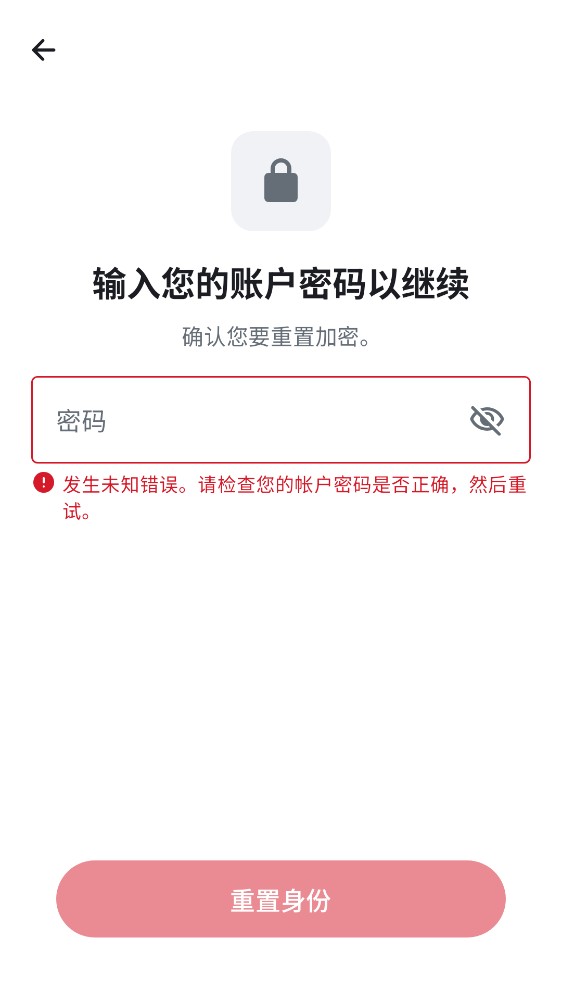 输入您的账户密码以继续
确认您要重置加密。
密码
发生未知错误。请检查您的帐户密码是否正确，然后重
试。
重置身份